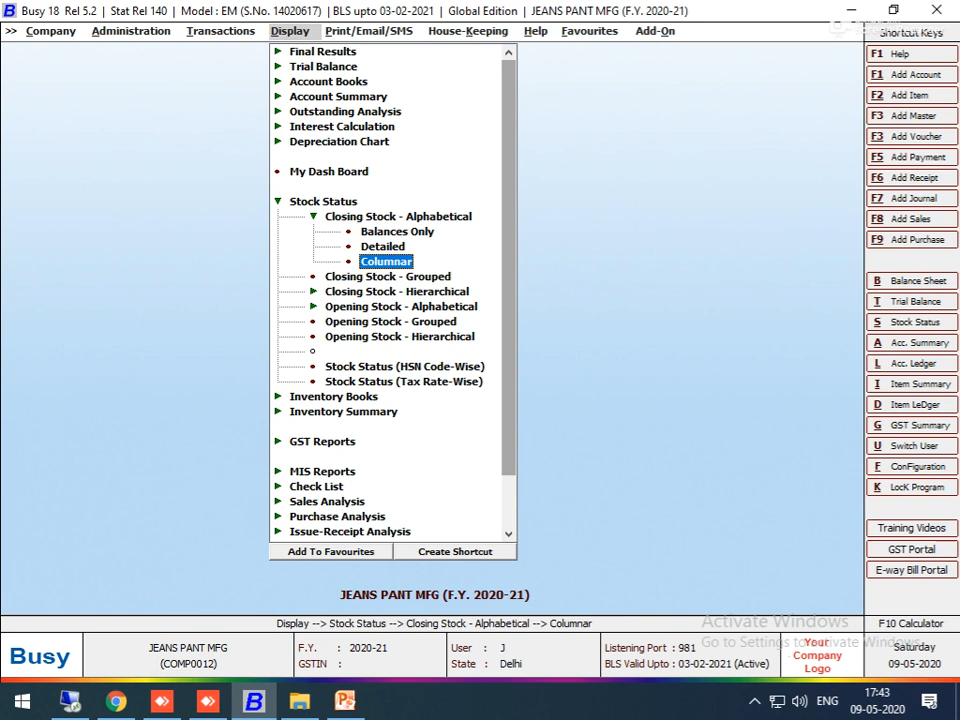 Busy 18 Rel 5.2 | Stat Rel 140 | Model : EM (S.No. 14020617) | BLS upto 03-02-2021 | Global Edition | JEANS PANT MFG (F.Y. 2020-21)
>> Company Administration Transactions Display Print/Email/SMS House-Keeping Help Favourites Add-On
Final Results
Trial Balance
Account Books
Account Summary
Outstanding Analysis
Interest Calculation
Depreciation Chart
My Dash Board
Stock Status
Closing Stock - Alphabetical
Balances Only
Detailed
Columnar
Closing Stock - Grouped
Closing Stock - Hierarchical
Opening Stock - Alphabetical
Opening Stock - Grouped
Opening Stock - Hierarchical
Stock Status (HSN Code-Wise)
Stock Status (Tax Rate-Wise)
Inventory Books
Inventory Summary
GST Reports
MIS Reports
Check List
Sales Analysis
Purchase Analysis
Issue-Receipt Analysis
Add To Favourites Create Shortcut
Shortcut Keys
F1 Help
F1 Add Account
F2 Add Item
F3 Add Master
F3 Add Voucher
F5 Add Payment
F6 Add Receipt
F7 Add Journal
F8 Add Sales
F9 Add Purchase
B Balance Sheet
T Trial Balance
S Stock Status
A Acc. Summary
L Acc. Ledger
I Item Summary
D Item LeDger
G GST Summary
U Switch User
F ConFiguration
K LocK Program
Training Videos
GST Portal
E-way Bill Portal
JEANS PANT MFG (F.Y. 2020-21)
Display --> Stock Status --> Closing Stock - Alphabetical --> Columnar
F10 Calculator
Activate Windows
Go to Settings to activate Windows.
Busy
JEANS PANT MFG
(COMP0012)
F.Y. : 2020-21
GSTIN :
User : J
State : Delhi
Listening Port : 981
BLS Valid Upto : 03-02-2021 (Active)
Your
Company
Logo
Saturday
09-05-2020
B
ENG
17:43
09-05-2020